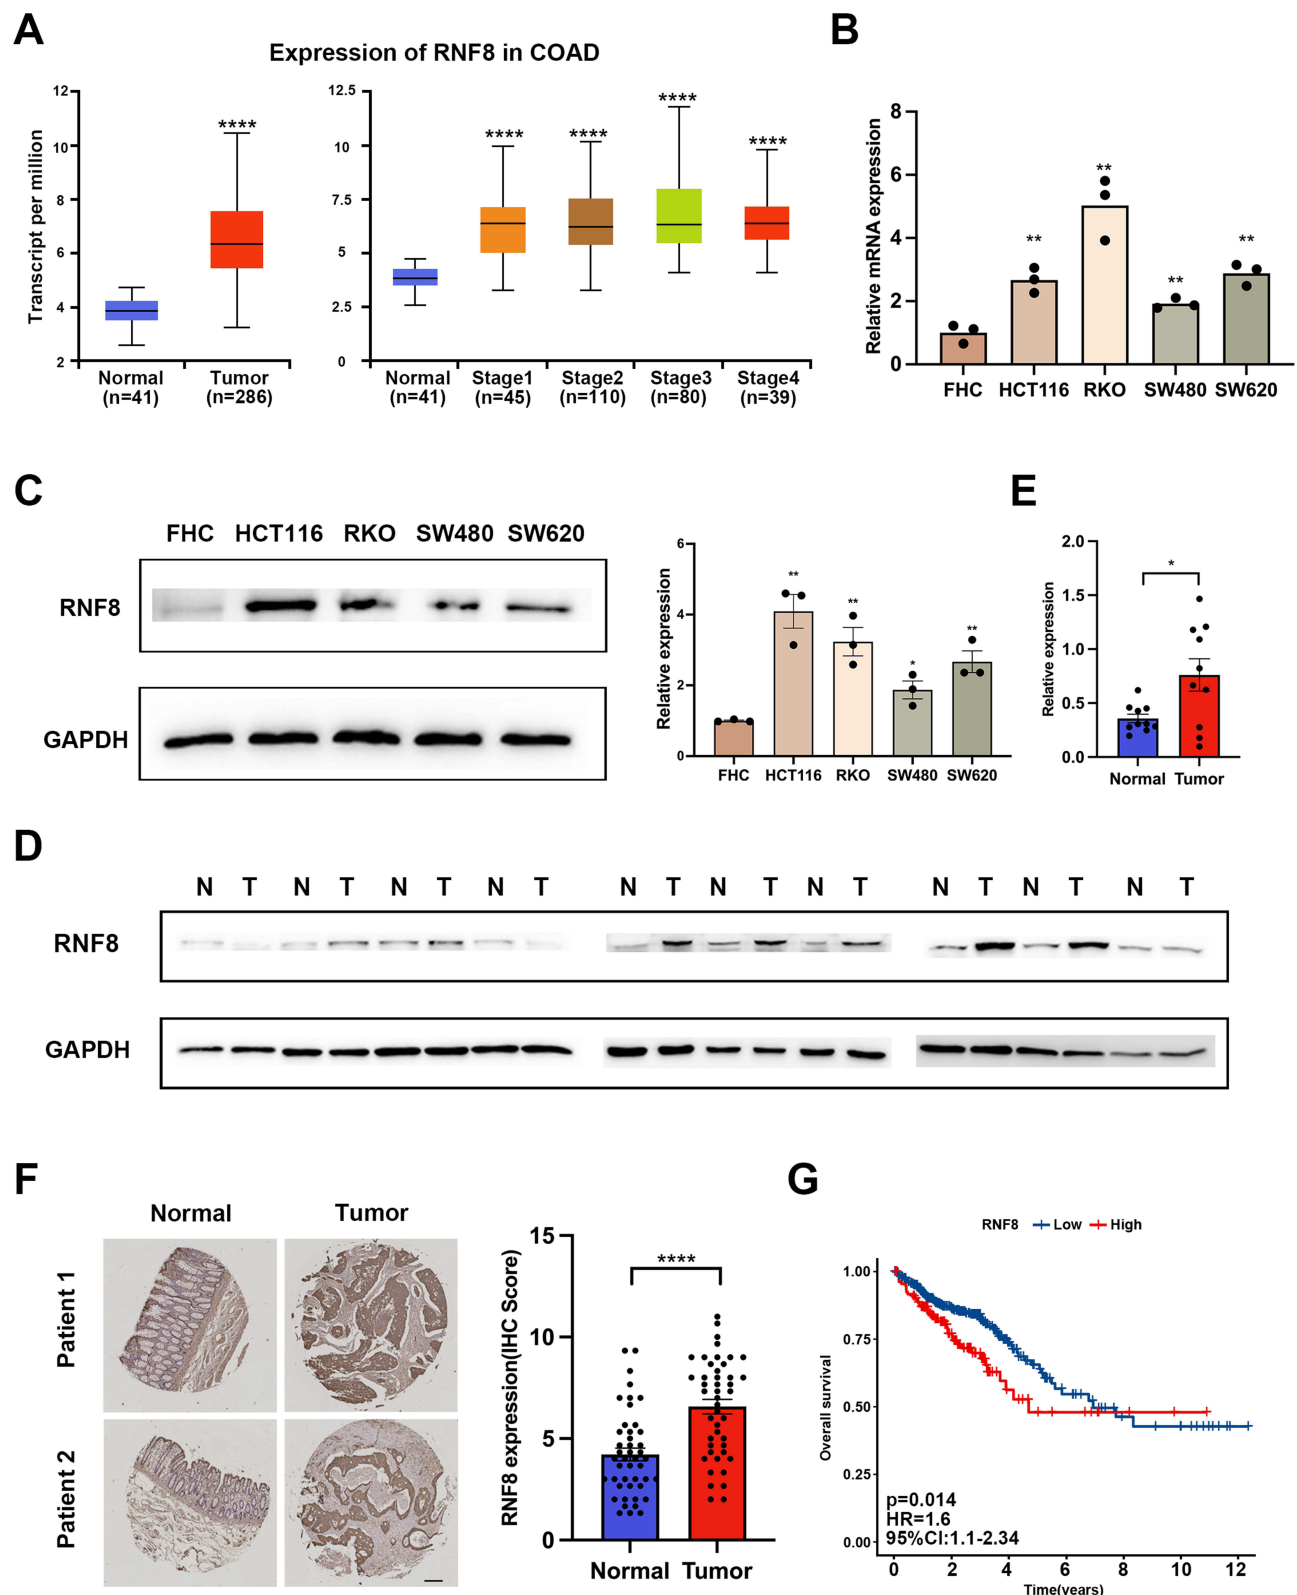 A
Expression of RNF8 in COAD
Transcript per million
12
10
8
6
4
2
****
Normal
(n=41)
Tumor
(n=286)
12.5
10
7.5
5
2.5
0
****
****
****
****
Normal
(n=41)
Stage1
(n=45)
Stage2
(n=110)
Stage3
(n=80)
Stage4
(n=39)
B
Relative mRNA expression
8
6
4
2
0
**
**
**
**
FHC
HCT116
RKO
SW480
SW620
C
FHC HCT116 RKO SW480 SW620
RNF8
GAPDH
Relative expression
6
4
2
0
**
**
*
**
FHC
HCT116
RKO
SW480
SW620
E
Relative expression
2.0
1.5
1.0
0.5
0.0
*
Normal
Tumor
D
N T N T N T N T N T N T N T N T N T N T
RNF8
GAPDH
F
Normal
Tumor
Patient 1
Patient 2
RNF8 expression(IHC Score)
15
10
5
0
****
Normal
Tumor
G
RNF8 Low High
Overall survival
1.00
0.75
0.50
0.25
0.00
p=0.014
HR=1.6
95%CI:1.1-2.34
0 2 4 6 8 10 12
Time(years)